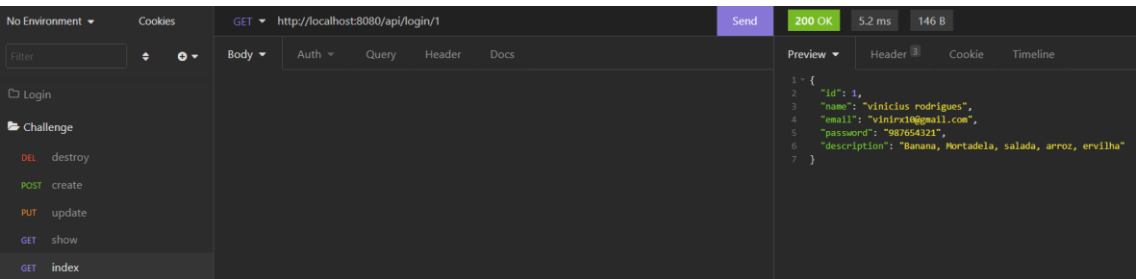 No Environment Cookies
GET http://localhost:8080/api/login/1 Send
200 OK 5.2 ms 146 B
Filter
Body Auth Query Header Docs
Preview Header 3 Cookie Timeline
Login
Challenge
DEL destroy
POST create
PUT update
GET show
GET index
1 {
2 "id": 1,
3 "name": "vinicius rodrigues",
4 "email": "vinirx10@gmail.com",
5 "password": "987654321",
6 "description": "Banana, Mortadela, salada, arroz, ervilha"
7 }